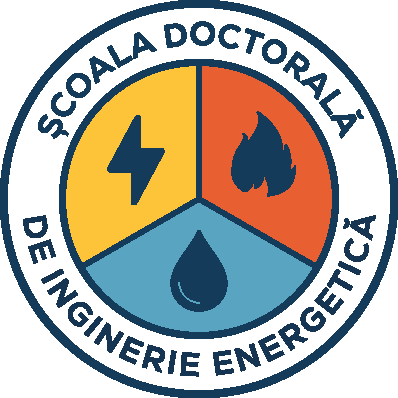 ȘCOALA DOCTORALĂ
DE INGINERIE ENERGETICĂ